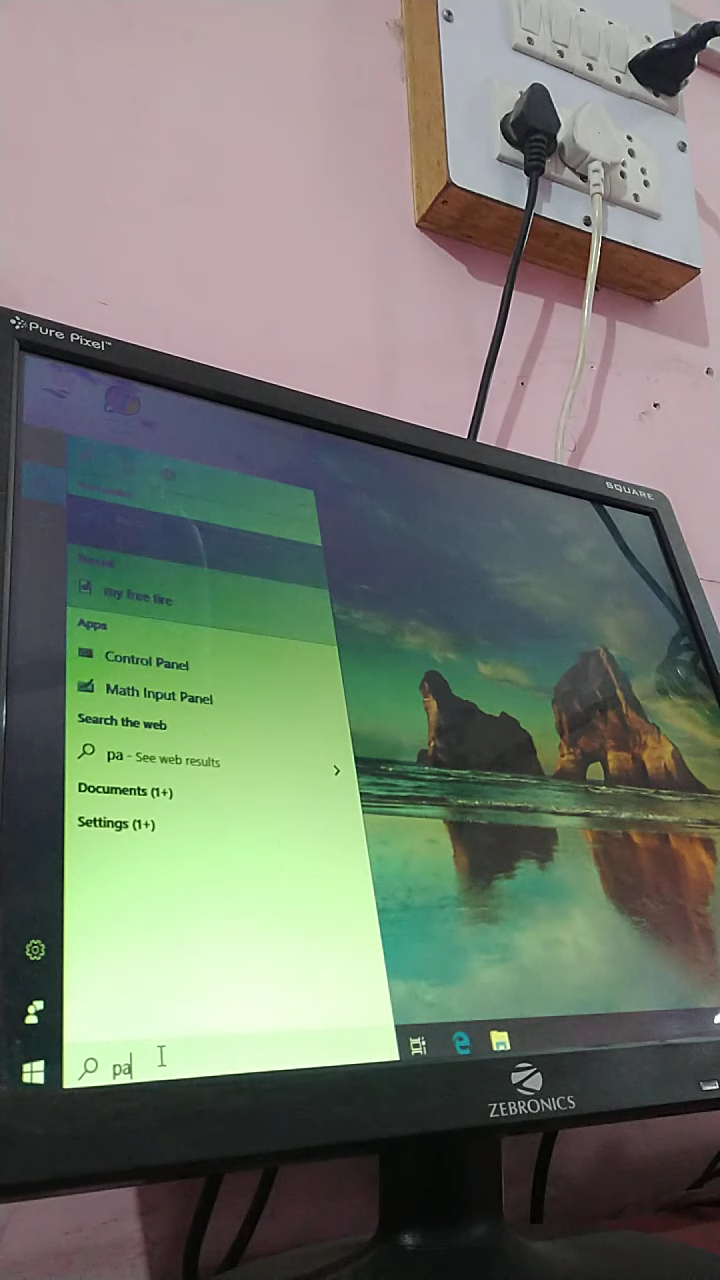 Pure Pixel™
SQUARE
my free fire
Apps
Control Panel
Math Input Panel
Search the web
pa - See web results
Documents (1+)
Settings (1+)
pa
ZEBRONICS